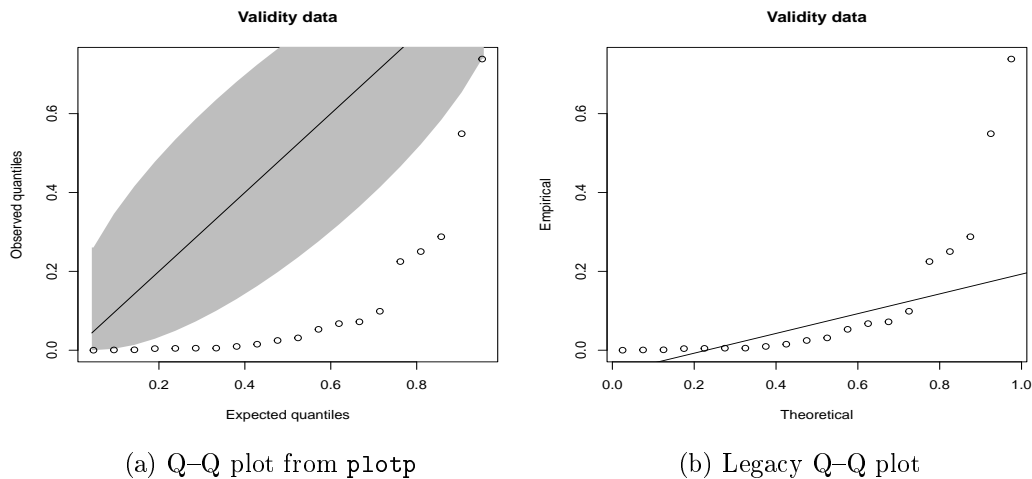 Validity data
Observed quantiles
0.0 0.2 0.4 0.6
0.2 0.4 0.6 0.8
Expected quantiles
(a) Q–Q plot from plotp
Validity data
Empirical
0.0 0.2 0.4 0.6
0.0 0.2 0.4 0.6 0.8 1.0
Theoretical
(b) Legacy Q–Q plot